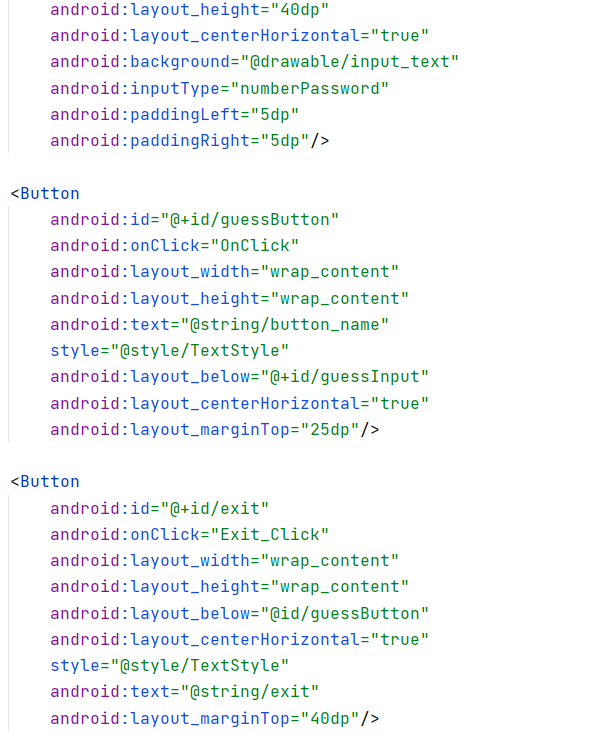 android:layout_height="40dp"
android:layout_centerHorizontal="true"
android:background="@drawable/input_text"
android:inputType="numberPassword"
android:paddingLeft="5dp"
android:paddingRight="5dp"/>
<Button
android:id="@+id/guessButton"
android:onClick="OnClick"
android:layout_width="wrap_content"
android:layout_height="wrap_content"
android:text="@string/button_name"
style="@style/TextStyle"
android:layout_below="@+id/guessInput"
android:layout_centerHorizontal="true"
android:layout_marginTop="25dp"/>
<Button
android:id="@+id/exit"
android:onClick="Exit_Click"
android:layout_width="wrap_content"
android:layout_height="wrap_content"
android:layout_below="@id/guessButton"
android:layout_centerHorizontal="true"
style="@style/TextStyle"
android:text="@string/exit"
android:layout_marginTop="40dp"/>